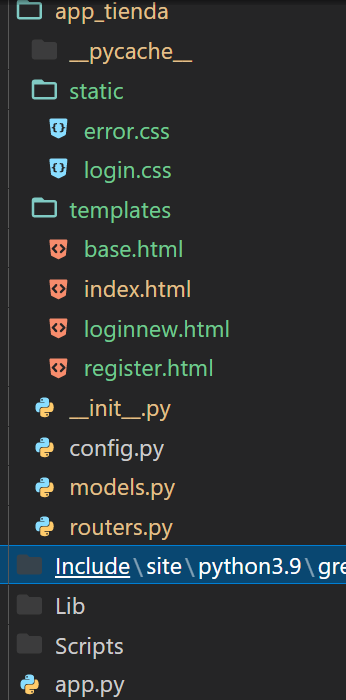 app_tienda
__pycache__
static
error.css
login.css
templates
base.html
index.html
loginnew.html
register.html
__init__.py
config.py
models.py
routers.py
Include\site\python3.9\gre
Lib
Scripts
app.py